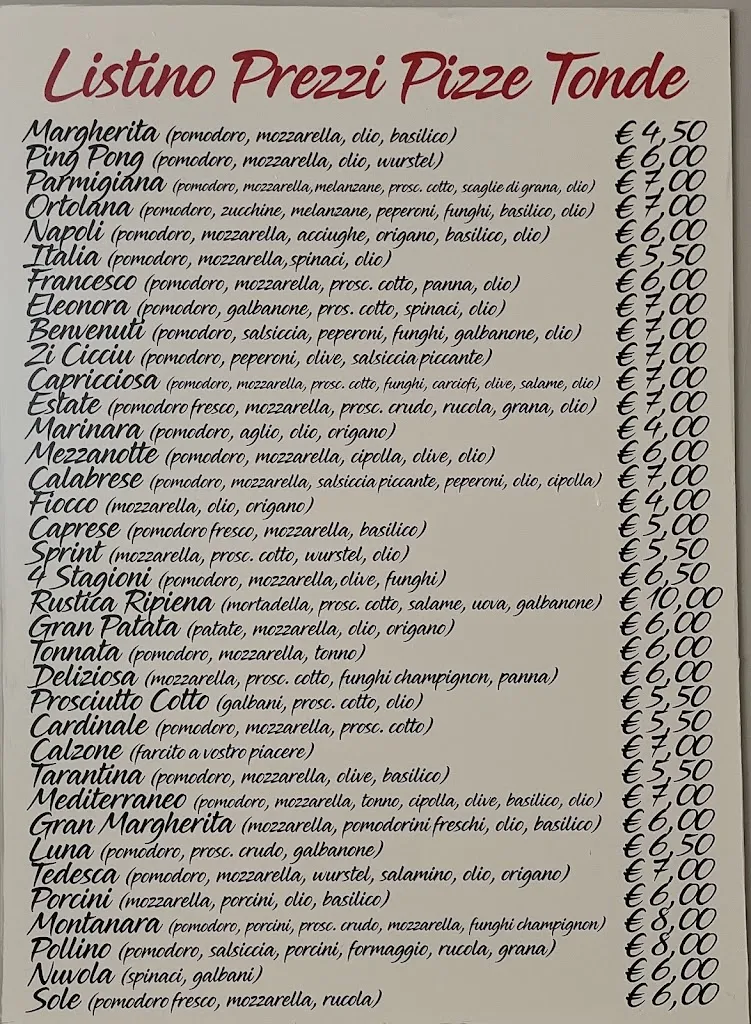 Listino Prezzi Pizze Tonde
Margherita (pomodoro, mozzarella, olio, basilico) € 4,50
Ping Pong (pomodoro, mozzarella, olio, wurstel) € 6,00
Parmigiana (pomodoro, mozzarella,melanzane, prosc. cotto, scaglie di grana, olio) € 7,00
Ortolana (pomodoro, zucchine, melanzane, peperoni, funghi, basilico, olio) € 7,00
Napoli (pomodoro, mozzarella, acciughe, origano, basilico, olio) € 6,00
Italia (pomodoro, mozzarella,spinaci, olio) € 5,50
Francesco (pomodoro, mozzarella, prosc. cotto, panna, olio) € 6,00
Eleonora (pomodoro, galbanone, pros. cotto, spinaci, olio) € 7,00
Benvenuti (pomodoro, salsiccia, peperoni, funghi, galbanone, olio) € 7,00
Zi Cicciu (pomodoro, peperoni, olive, salsiccia piccante) € 7,00
Capricciosa (pomodoro, mozzarella, prosc. cotto, funghi, carciofi, olive, salame, olio) € 7,00
Estate (pomodoro fresco, mozzarella, prosc. crudo, rucola, grana, olio) € 7,00
Marinara (pomodoro, aglio, olio, origano) € 4,00
Mezzanotte (pomodoro, mozzarella, cipolla, olive, olio) € 6,00
Calabrese (pomodoro, mozzarella, salsiccia piccante, peperoni, olio, cipolla) € 7,00
Fiocco (mozzarella, olio, origano) € 4,00
Caprese (pomodoro fresco, mozzarella, basilico) € 5,00
Sprint (mozzarella, prosc. cotto, wurstel, olio) € 5,50
4 Stagioni (pomodoro, mozzarella,olive, funghi) € 6,50
Rustica Ripiena (mortadella, prosc. cotto, salame, uova, galbanone) € 10,00
Gran Patata (patate, mozzarella, olio, origano) € 6,00
Tonnata (pomodoro, mozzarella, tonno) € 6,00
Deliziosa (mozzarella, prosc. cotto, funghi champignon, panna) € 6,00
Prosciutto Cotto (galbani, prosc. cotto, olio) € 5,50
Cardinale (pomodoro, mozzarella, prosc. cotto) € 5,50
Calzone (farcito a vostro piacere) € 7,00
Tarantina (pomodoro, mozzarella, olive, basilico) € 5,50
Mediterraneo (pomodoro, mozzarella, tonno, cipolla, olive, basilico, olio) € 7,00
Gran Margherita (mozzarella, pomodorini freschi, olio, basilico) € 6,00
Luna (pomodoro, prosc. crudo, galbanone) € 6,50
Tedesca (pomodoro, mozzarella, wurstel, salamino, olio, origano) € 7,00
Porcini (mozzarella, porcini, olio, basilico) € 6,00
Montanara (pomodoro, porcini, prosc. crudo, mozzarella, funghi champignon) € 8,00
Pollino (pomodoro, salsiccia, porcini, formaggio, rucola, grana) € 8,00
Nuvola (spinaci, galbani) € 6,00
Sole (pomodoro fresco, mozzarella, rucola) € 6,00